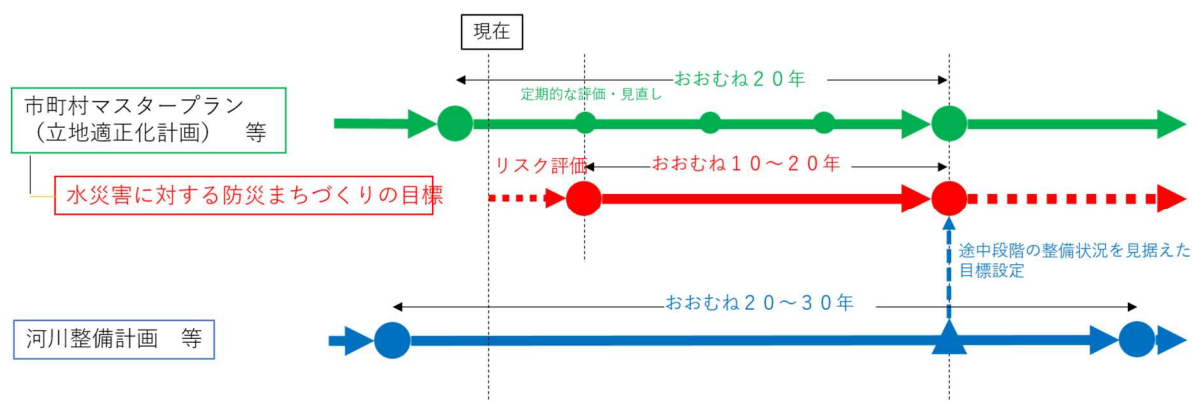 現在
おおむね２０年
定期的な評価・見直し
市町村マスタープラン
（立地適正化計画）　等
リスク評価
おおむね１０～２０年
水災害に対する防災まちづくりの目標
途中段階の整備状況を見据えた
目標設定
おおむね２０～３０年
河川整備計画　等